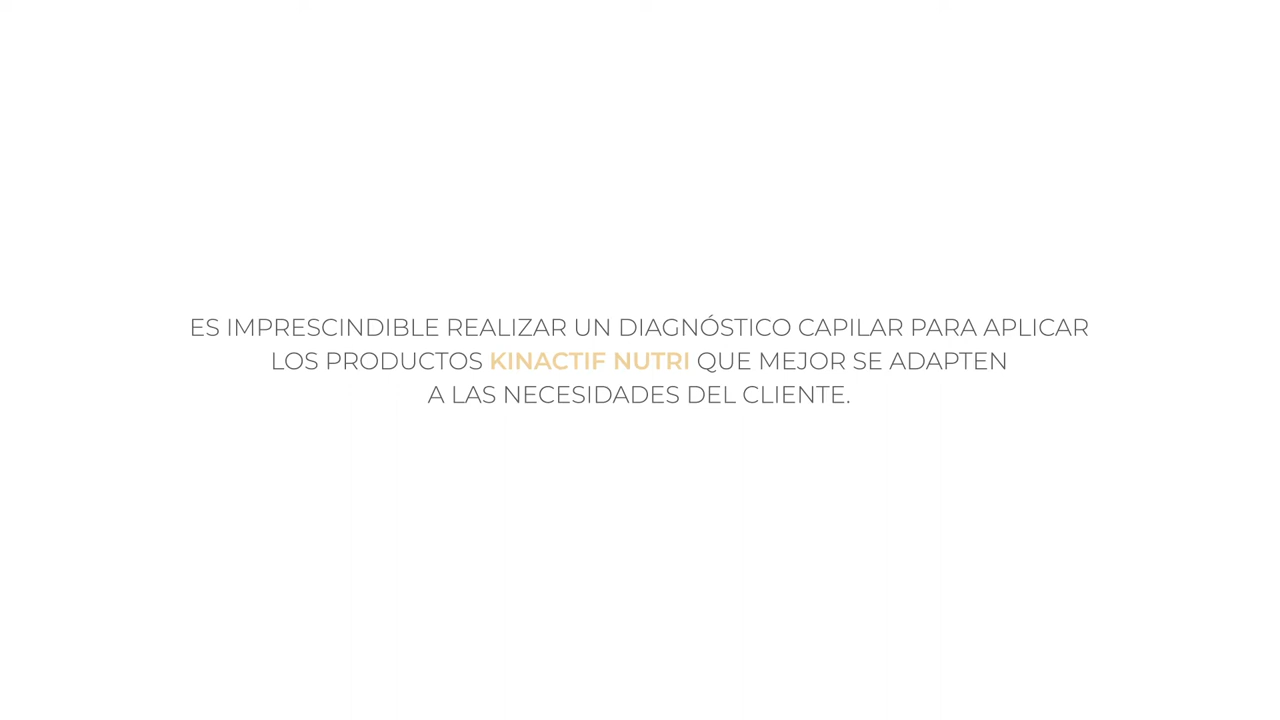 ES IMPRESCINDIBLE REALIZAR UN DIAGNÓSTICO CAPILAR PARA APLICAR
LOS PRODUCTOS KINACTIF NUTRI QUE MEJOR SE ADAPTEN
A LAS NECESIDADES DEL CLIENTE.